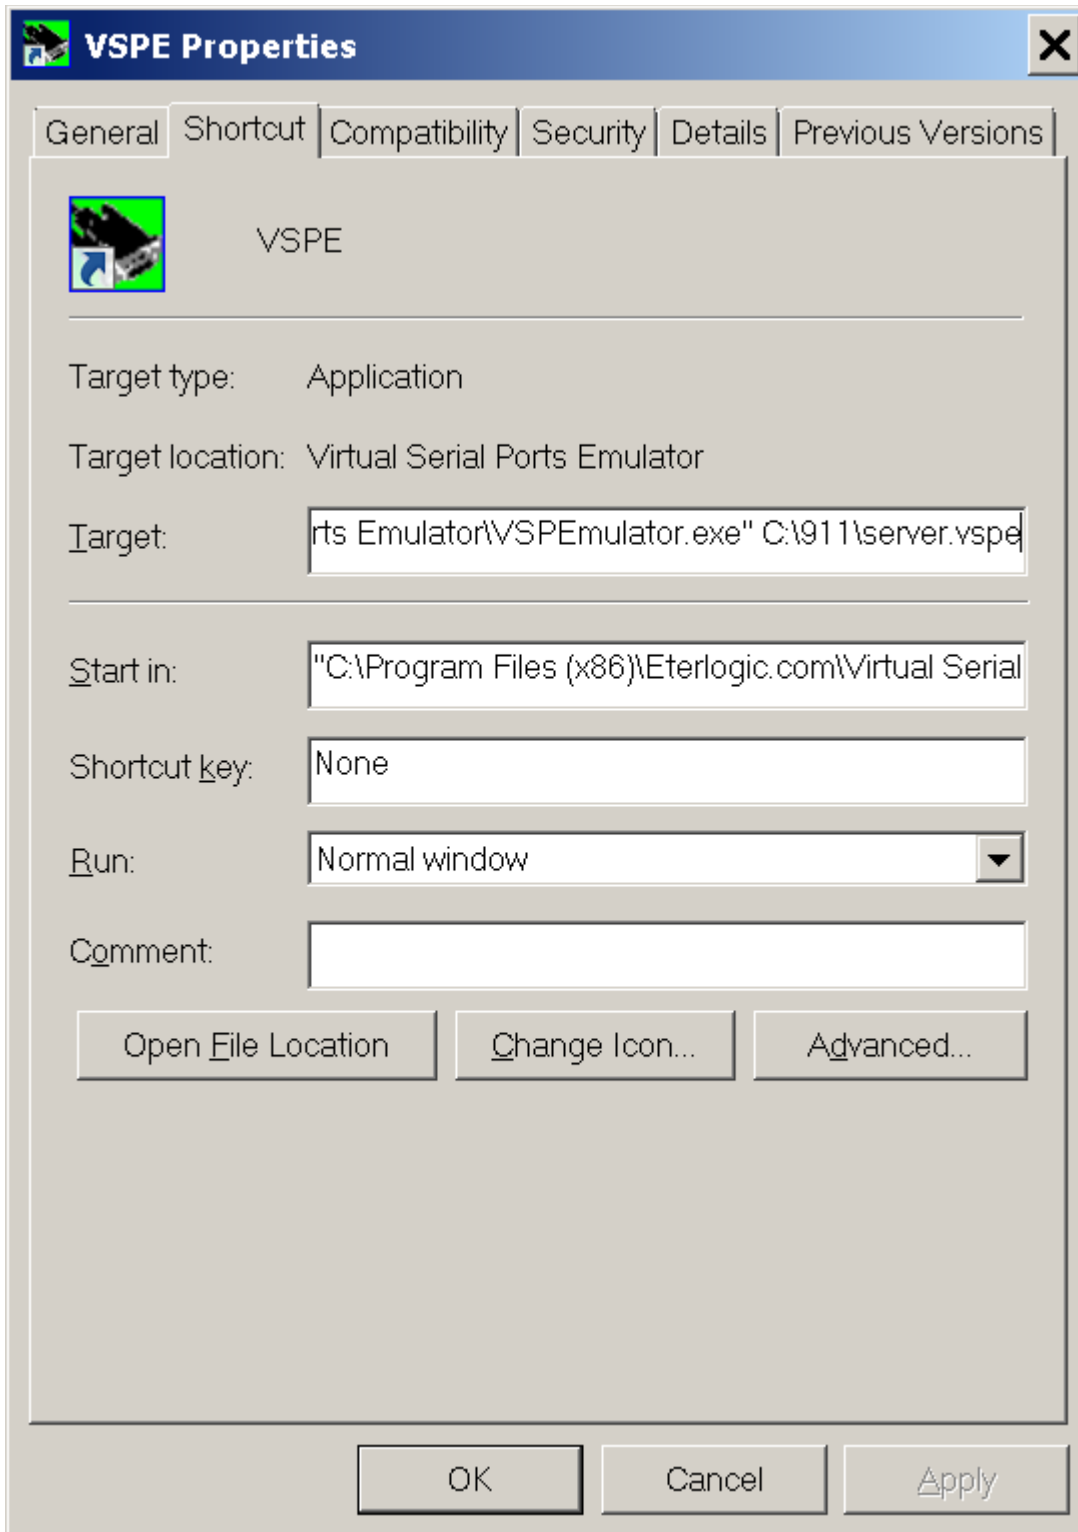 VSPE Properties
General Shortcut Compatibility Security Details Previous Versions
VSPE
Target type: Application
Target location: Virtual Serial Ports Emulator
Target: rts Emulator\VSPEmulator.exe" C:\911\server.vspe
Start in: "C:\Program Files (x86)\Eterlogic.com\Virtual Serial
Shortcut key: None
Run: Normal window
Comment:
Open File Location Change Icon... Advanced...
OK Cancel Apply